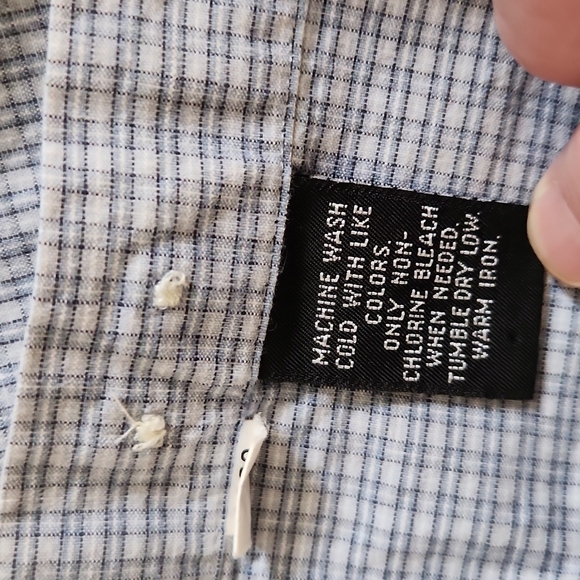 MACHINE WASH
COLD WITH LIKE
COLORS.
ONLY NON-
CHLORINE BLEACH
WHEN NEEDED.
TUMBLE DRY LOW.
WARM IRON.